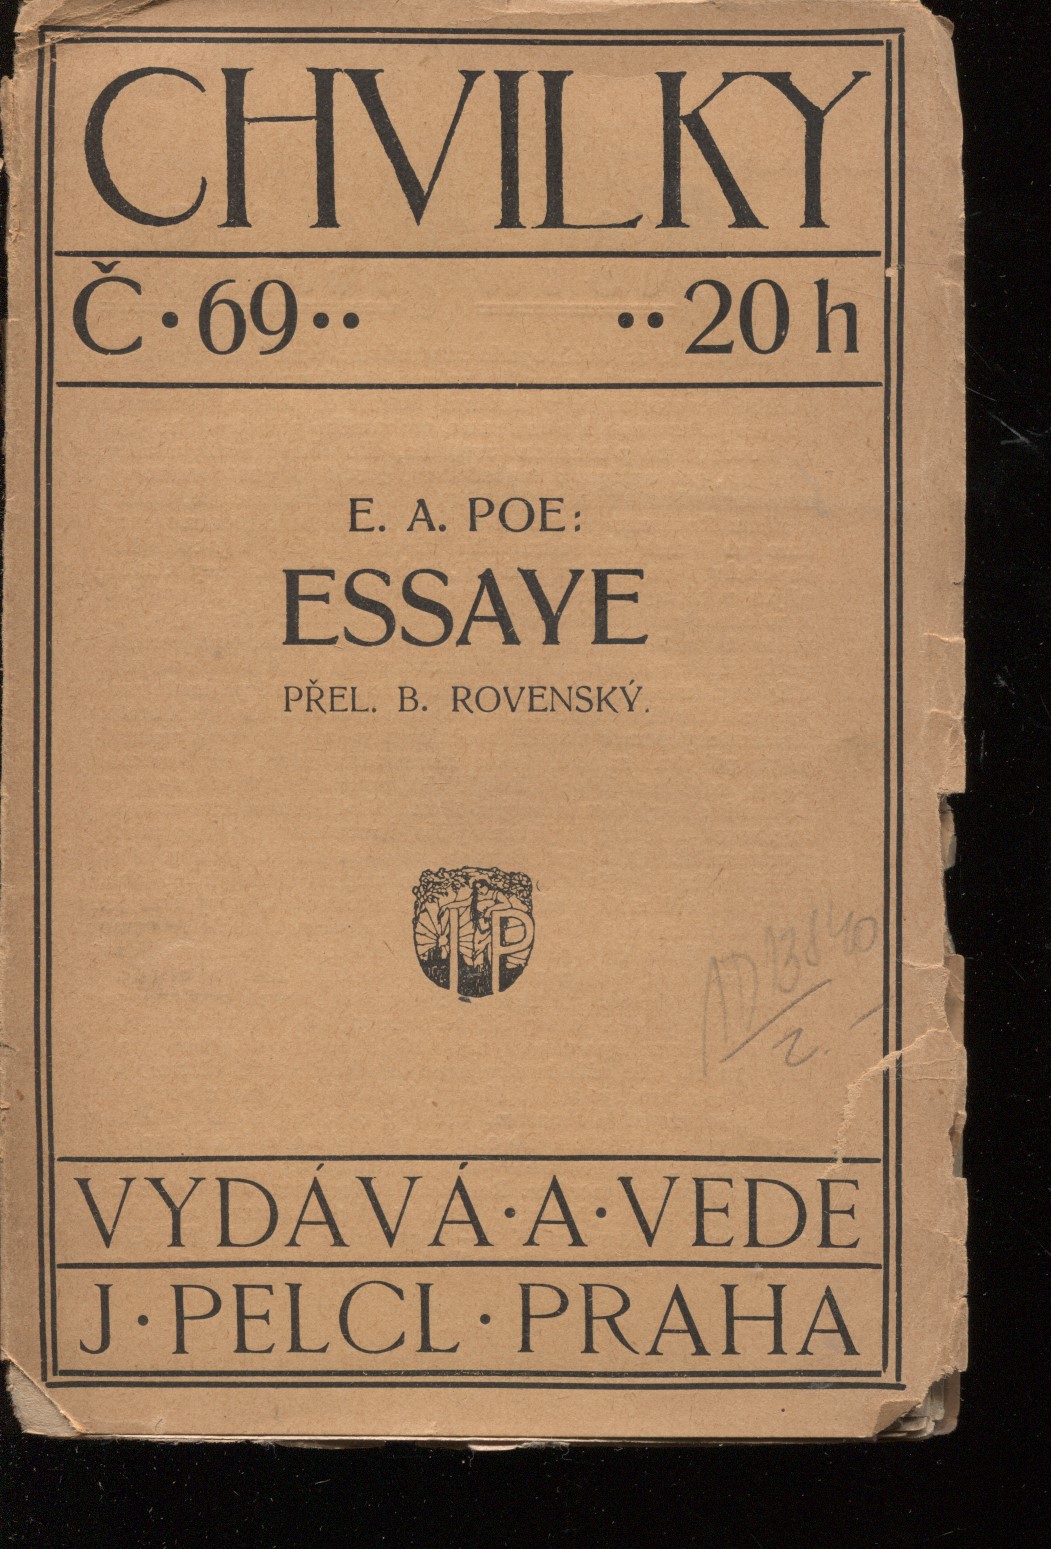 CHVILKY
Č · 69 ·· ·· 20 h
E. A. POE:
ESSAYE
PŘEL. B. ROVENSKÝ.
VYDÁVÁ · A · VEDE
J · PELCL · PRAHA